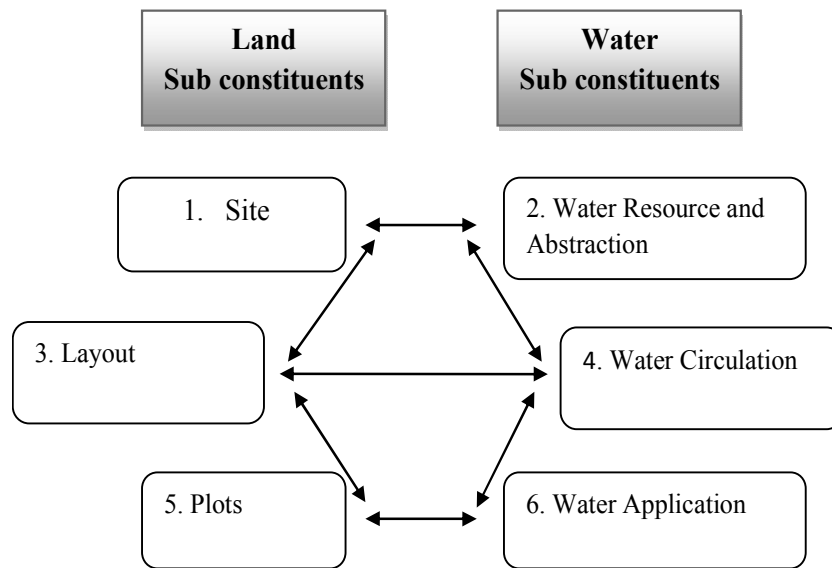 Land
Sub constituents
Water
Sub constituents
1. Site
2. Water Resource and
Abstraction
3. Layout
4. Water Circulation
5. Plots
6. Water Application